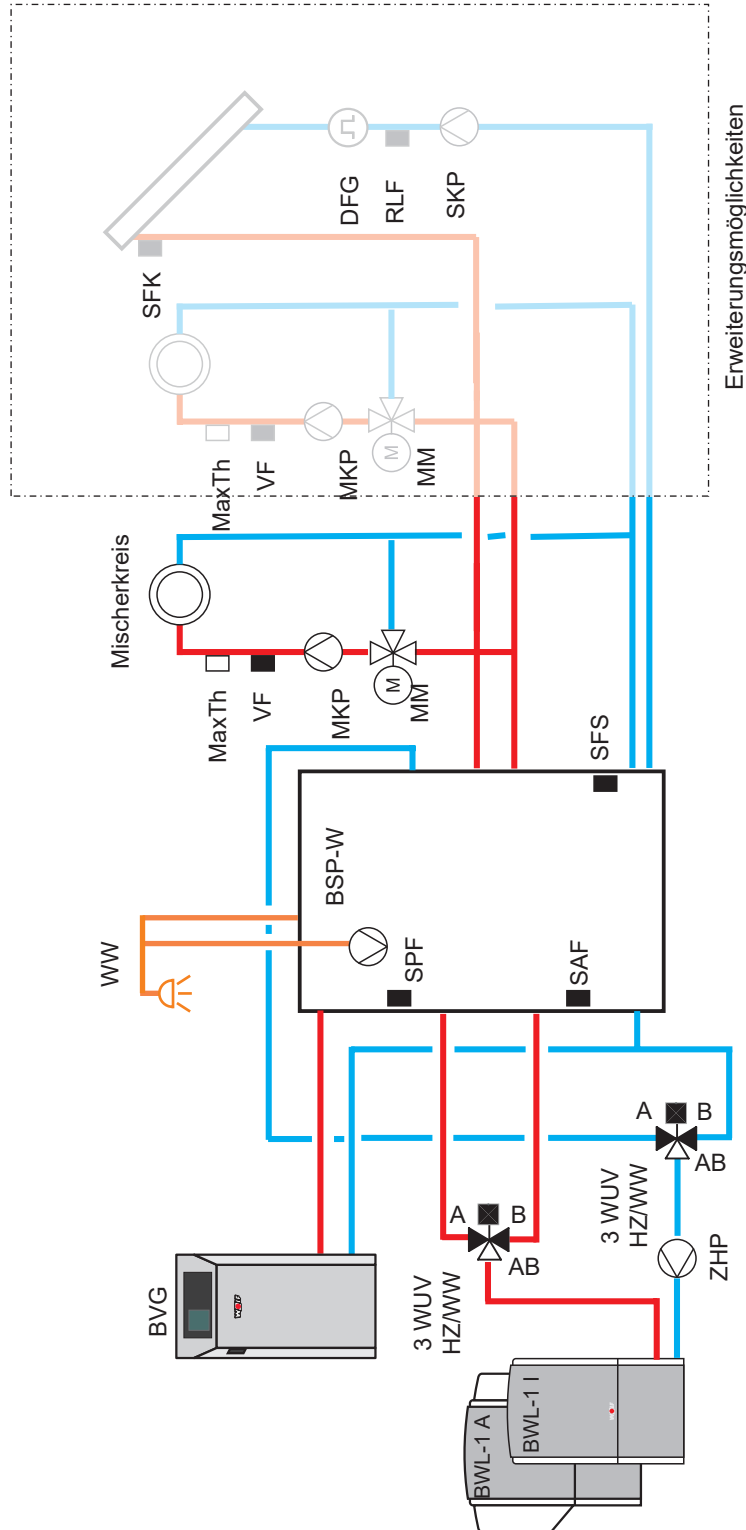 BWL-1 A
BWL-1 I
BVG
3 WUV
HZ/WW
A
B
AB
ZHP
3 WUV
HZ/WW
A
B
AB
WW
BSP-W
SPF
SAF
SFS
Mischerkreis
MaxTh
VF
MKP
MM
M
MaxTh
VF
MKP
MM
M
SFK
DFG
RLF
SKP
Erweiterungsmöglichkeiten